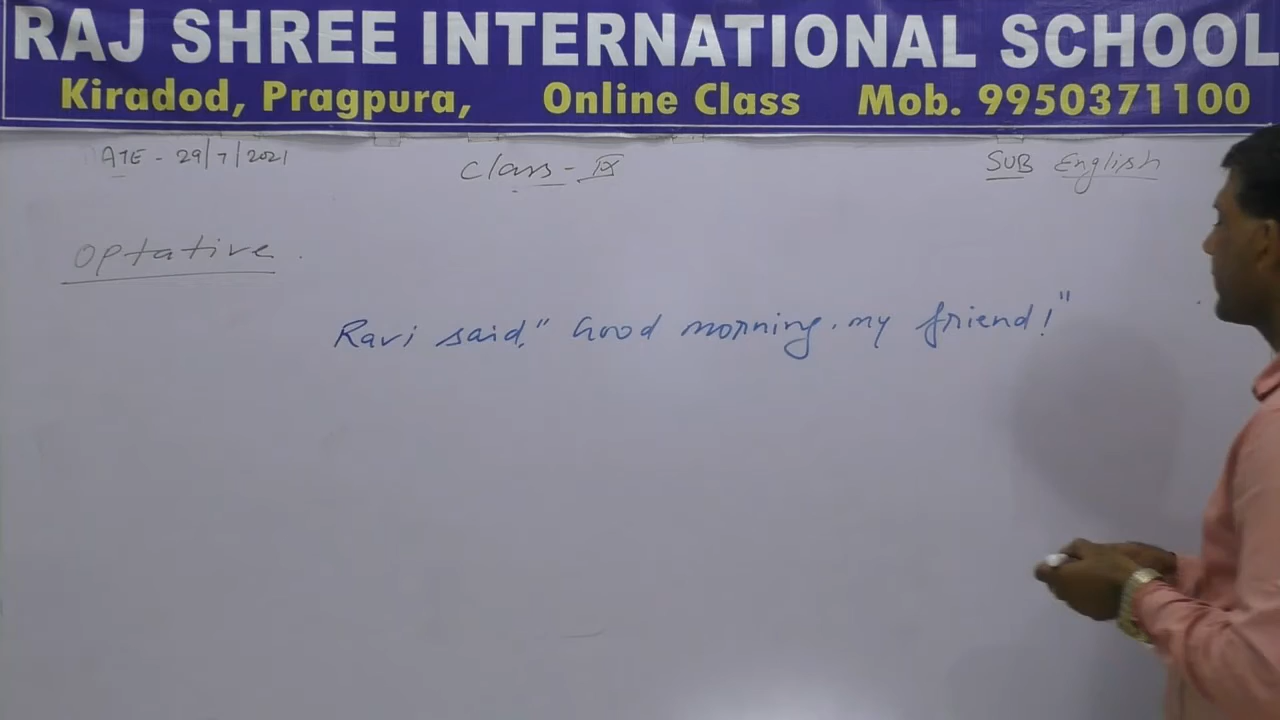 RAJ SHREE INTERNATIONAL SCHOOL
Kiradod, Pragpura, Online Class Mob. 9950371100
ATE - 29/7/2021 Class - IX SUB English
Optative.
Ravi said," Good morning. my friend!"